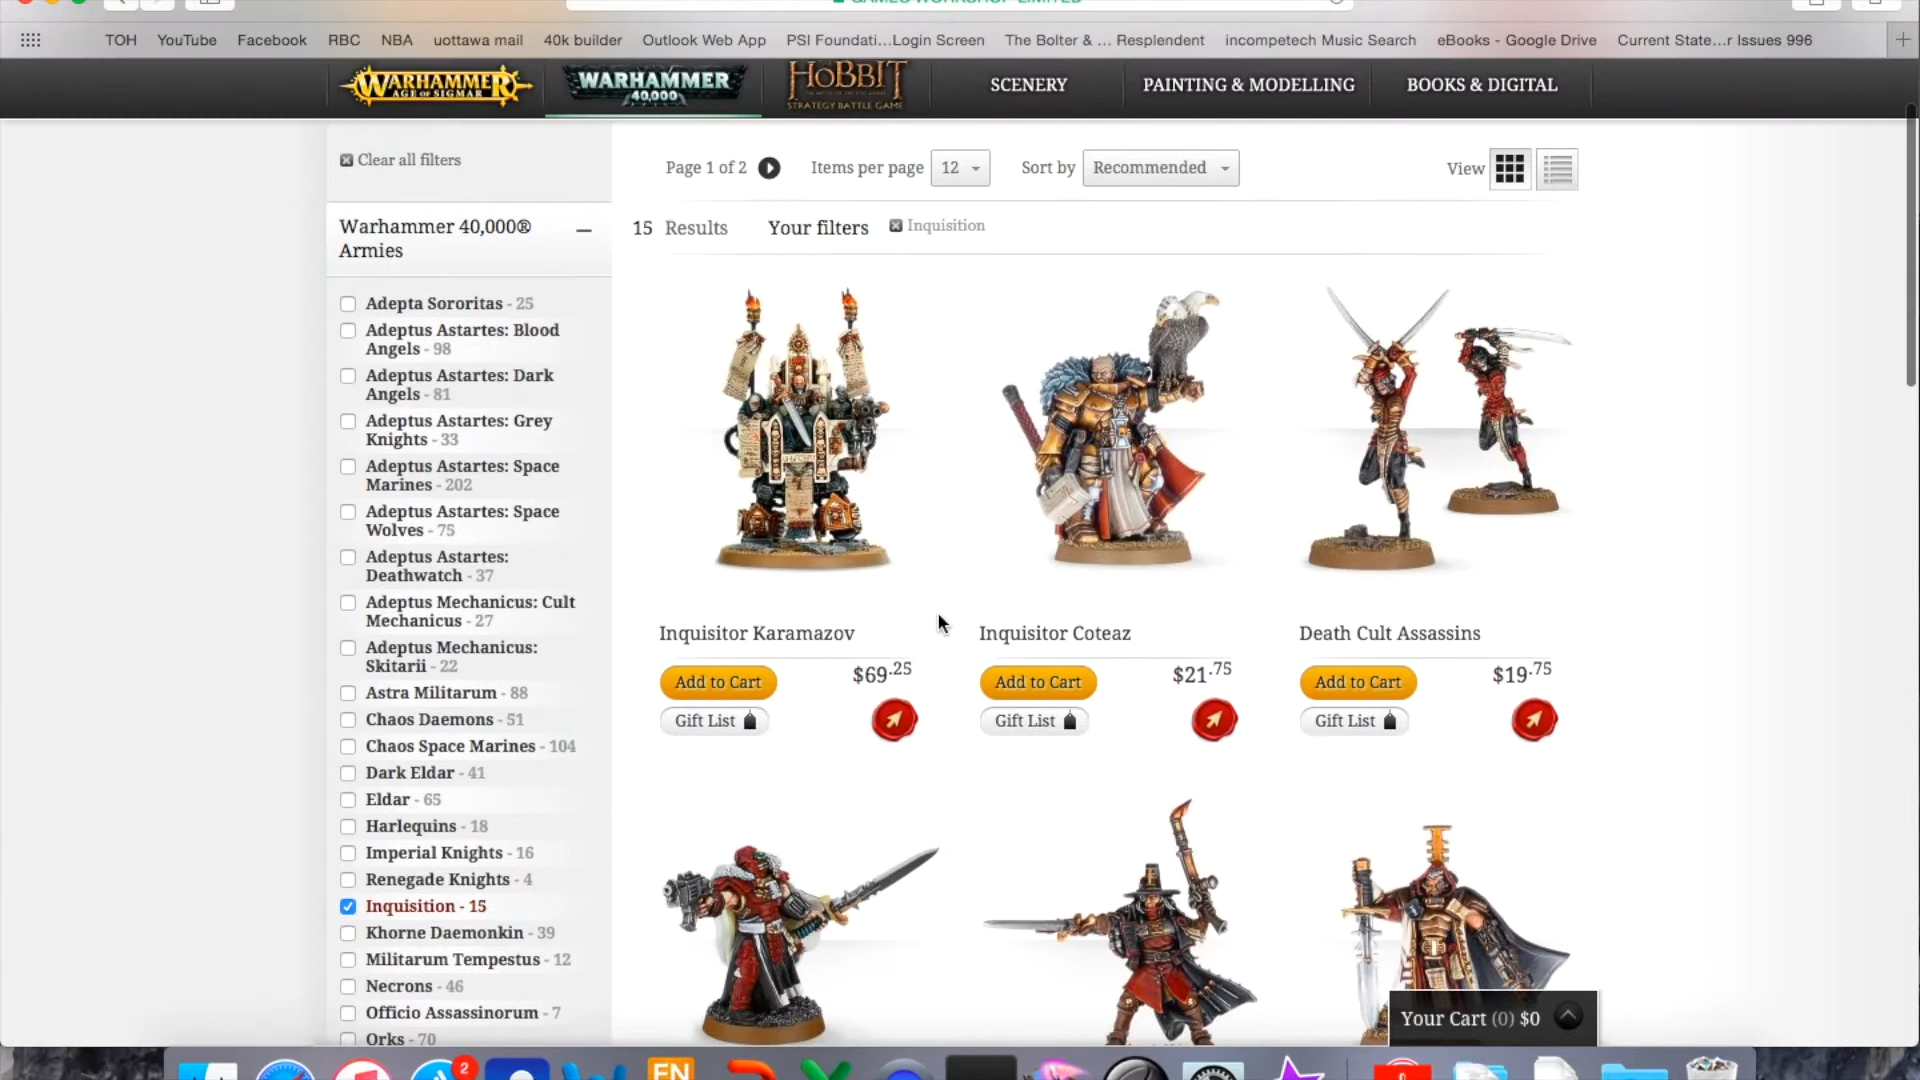 TOH YouTube Facebook RBC NBA uottawa mail 40k builder Outlook Web App PSI Foundati...Login Screen The Bolter & ... Resplendent incompetech Music Search eBooks - Google Drive Current State...r Issues 996
WARHAMMER
AGE OF SIGMAR
WARHAMMER
40,000
HOBBIT
STRATEGY BATTLE GAME
SCENERY
PAINTING & MODELLING
BOOKS & DIGITAL
Clear all filters
Page 1 of 2
Items per page 12
Sort by Recommended
View
Warhammer 40,000®
Armies
15 Results Your filters Inquisition
Adepta Sororitas - 25
Adeptus Astartes: Blood
Angels - 98
Adeptus Astartes: Dark
Angels - 81
Adeptus Astartes: Grey
Knights - 33
Adeptus Astartes: Space
Marines - 202
Adeptus Astartes: Space
Wolves - 75
Adeptus Astartes:
Deathwatch - 37
Adeptus Mechanicus: Cult
Mechanicus - 27
Adeptus Mechanicus:
Skitarii - 22
Astra Militarum - 88
Chaos Daemons - 51
Chaos Space Marines - 104
Dark Eldar - 41
Eldar - 65
Harlequins - 18
Imperial Knights - 16
Renegade Knights - 4
Inquisition - 15
Khorne Daemonkin - 39
Militarum Tempestus - 12
Necrons - 46
Officio Assassinorum - 7
Orks - 70
Inquisitor Karamazov
Add to Cart $69.25
Gift List
Inquisitor Coteaz
Add to Cart $21.75
Gift List
Death Cult Assassins
Add to Cart $19.75
Gift List
Your Cart (0) $0
2
EN